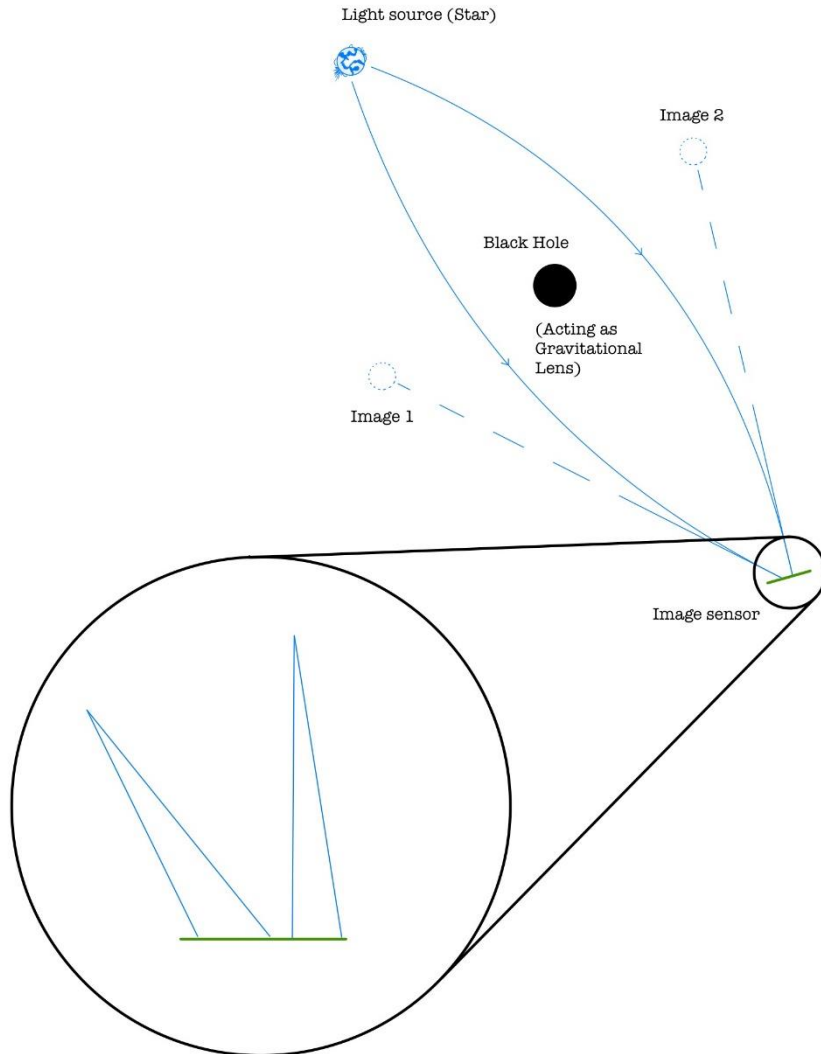 Light source (Star)
Image 2
Black Hole
(Acting as
Gravitational
Lens)
Image 1
Image sensor